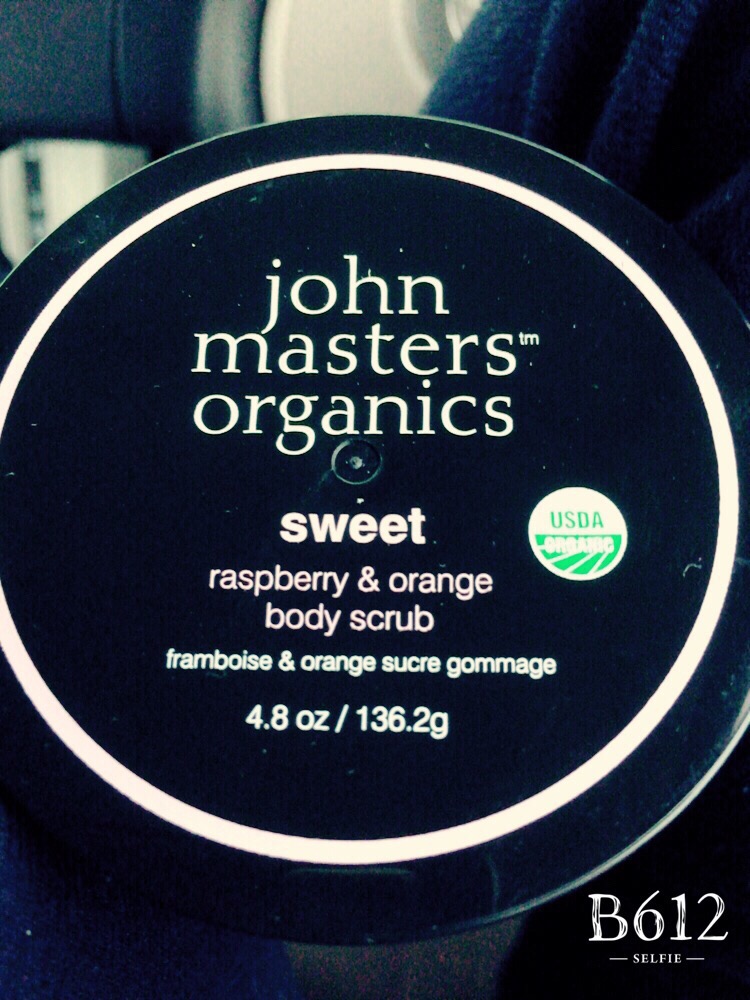 john
masters™
organics
sweet
USDA
ORGANIC
raspberry & orange
body scrub
framboise & orange sucre gommage
4.8 oz / 136.2g
B612
SELFIE